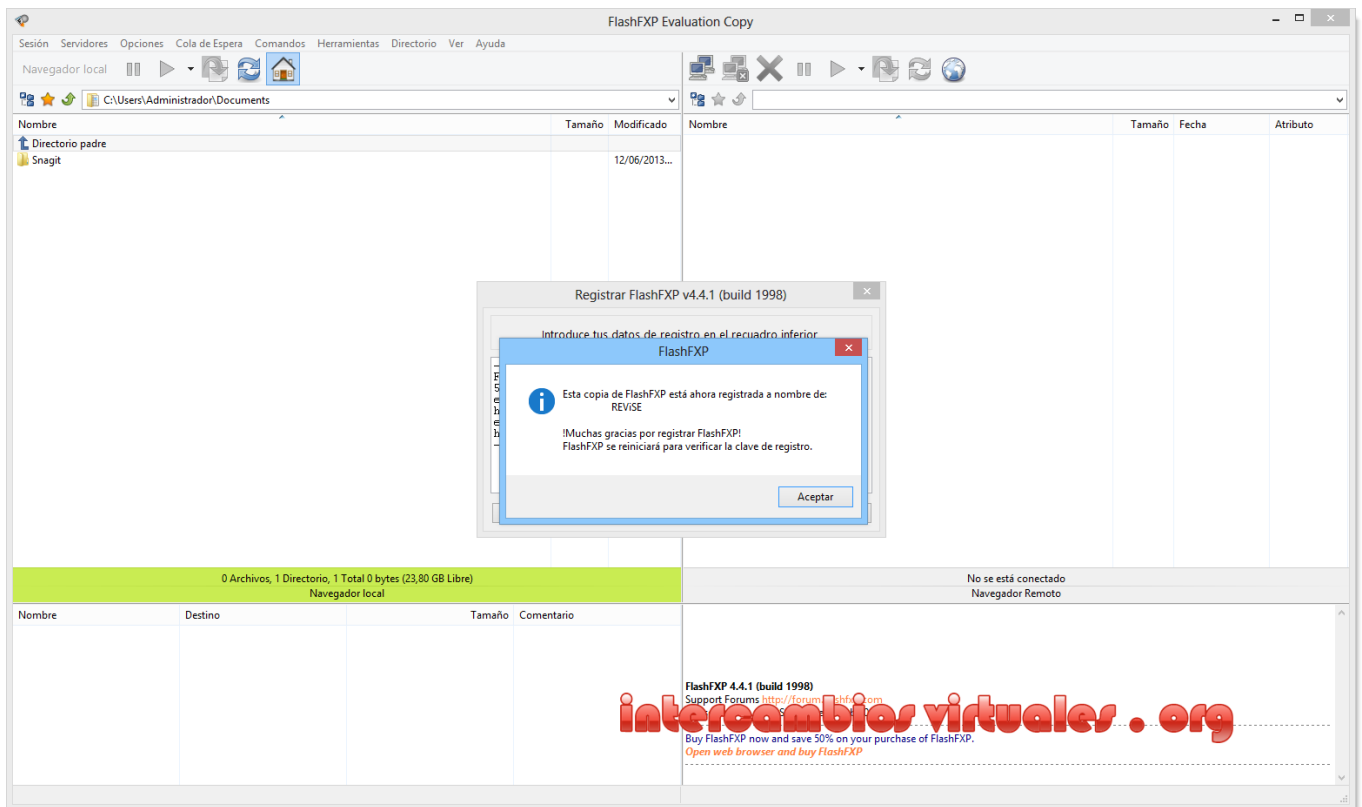 FlashFXP Evaluation Copy
Sesión Servidores Opciones Cola de Espera Comandos Herramientas Directorio Ver Ayuda
Navegador local
C:\Users\Administrador\Documents
Nombre Tamaño Modificado
Directorio padre
Snagit 12/06/2013...
Nombre Tamaño Fecha Atributo
Registrar FlashFXP v4.4.1 (build 1998)
Introduce tus datos de registro en el recuadro inferior
FlashFXP
Esta copia de FlashFXP está ahora registrada a nombre de:
REViSE
!Muchas gracias por registrar FlashFXP!
FlashFXP se reiniciará para verificar la clave de registro.
Aceptar
0 Archivos, 1 Directorio, 1 Total 0 bytes (23,80 GB Libre)
Navegador local
No se está conectado
Navegador Remoto
Nombre Destino Tamaño Comentario
FlashFXP 4.4.1 (build 1998)
Support Forums
intercambios virtuales . org
Buy FlashFXP now and save 50% on your purchase of FlashFXP.
Open web browser and buy FlashFXP